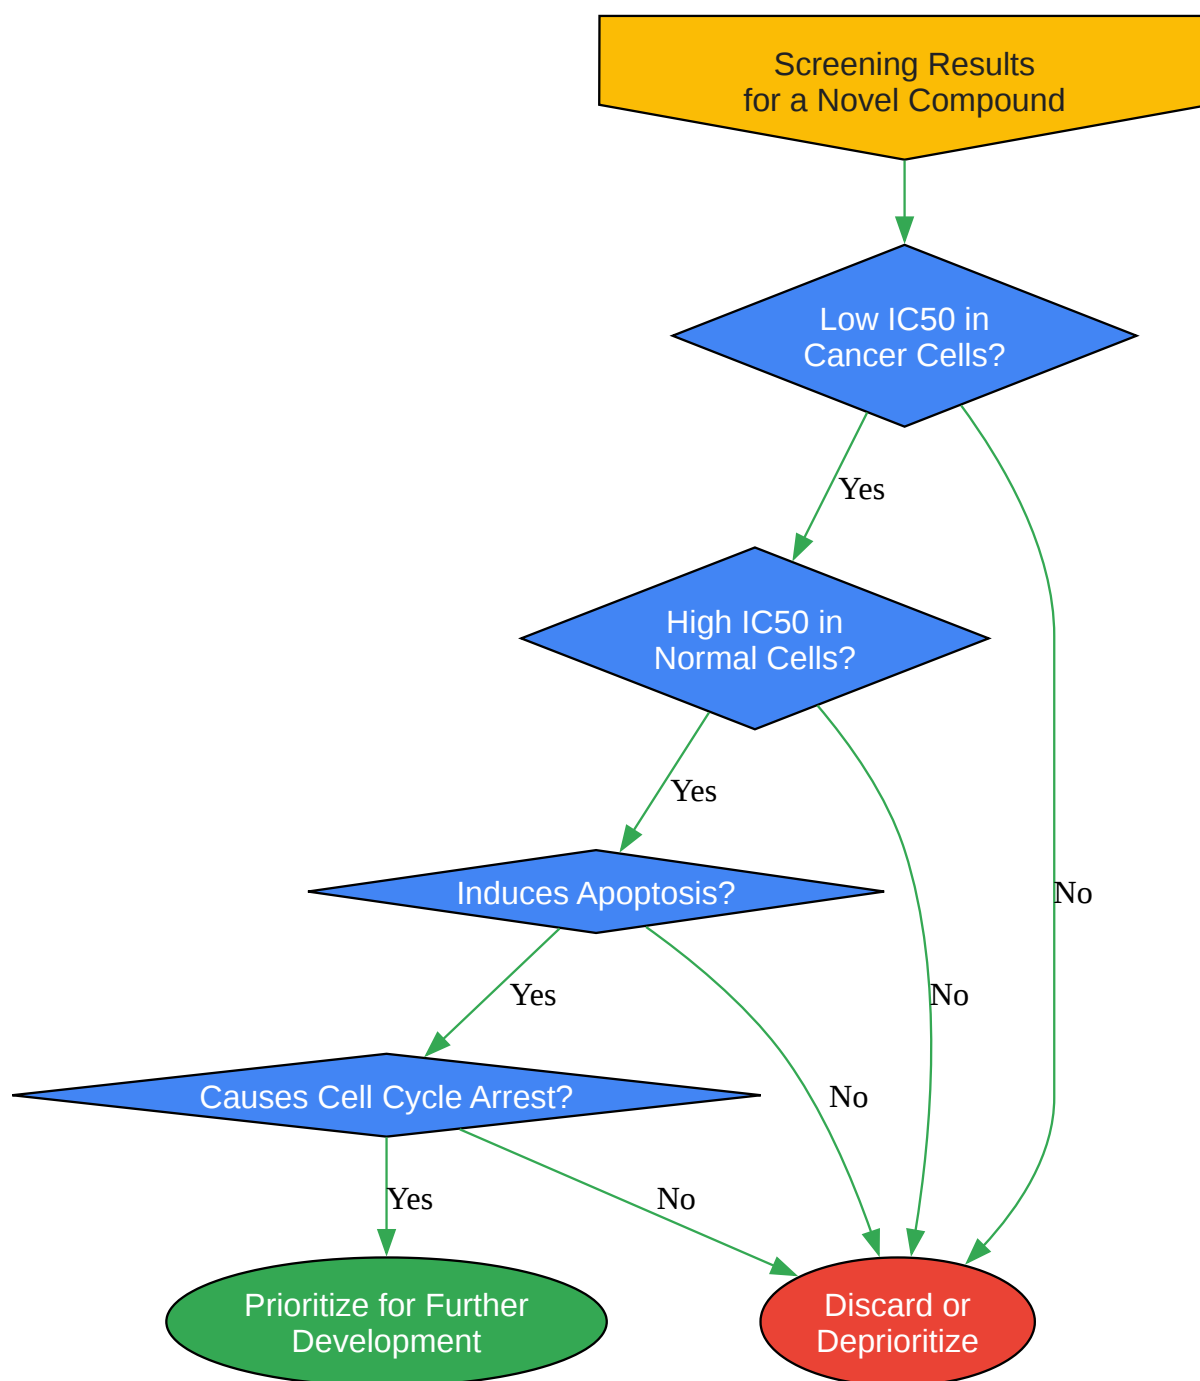 Screening Results
for a Novel Compound
Low IC50 in
Cancer Cells?
Yes
High IC50 in
Normal Cells?
Yes
Induces Apoptosis?
No
Yes
No
Causes Cell Cycle Arrest?
No
Yes
No
Prioritize for Further
Development
Discard or
Deprioritize